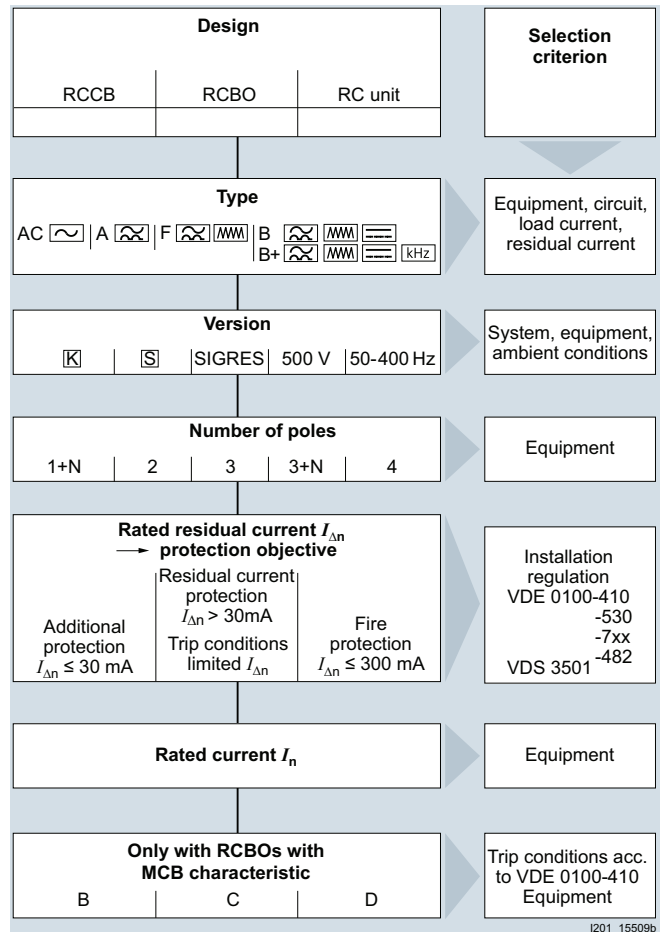 Design
RCCB RCBO RC unit
Selection
criterion
Type
AC A F B
B+ kHz
Equipment, circuit,
load current,
residual current
Version
K S SIGRES 500 V 50-400 Hz
System, equipment,
ambient conditions
Number of poles
1+N 2 3 3+N 4
Equipment
Rated residual current IΔn
→ protection objective
Additional
protection
IΔn ≤ 30 mA
Residual current
protection
IΔn > 30mA
Trip conditions
limited IΔn
Fire
protection
IΔn ≤ 300 mA
Installation
regulation
VDE 0100-410
-530
-7xx
-482
VDS 3501
Rated current In
Equipment
Only with RCBOs with
MCB characteristic
B C D
Trip conditions acc.
to VDE 0100-410
Equipment
I201_15509b